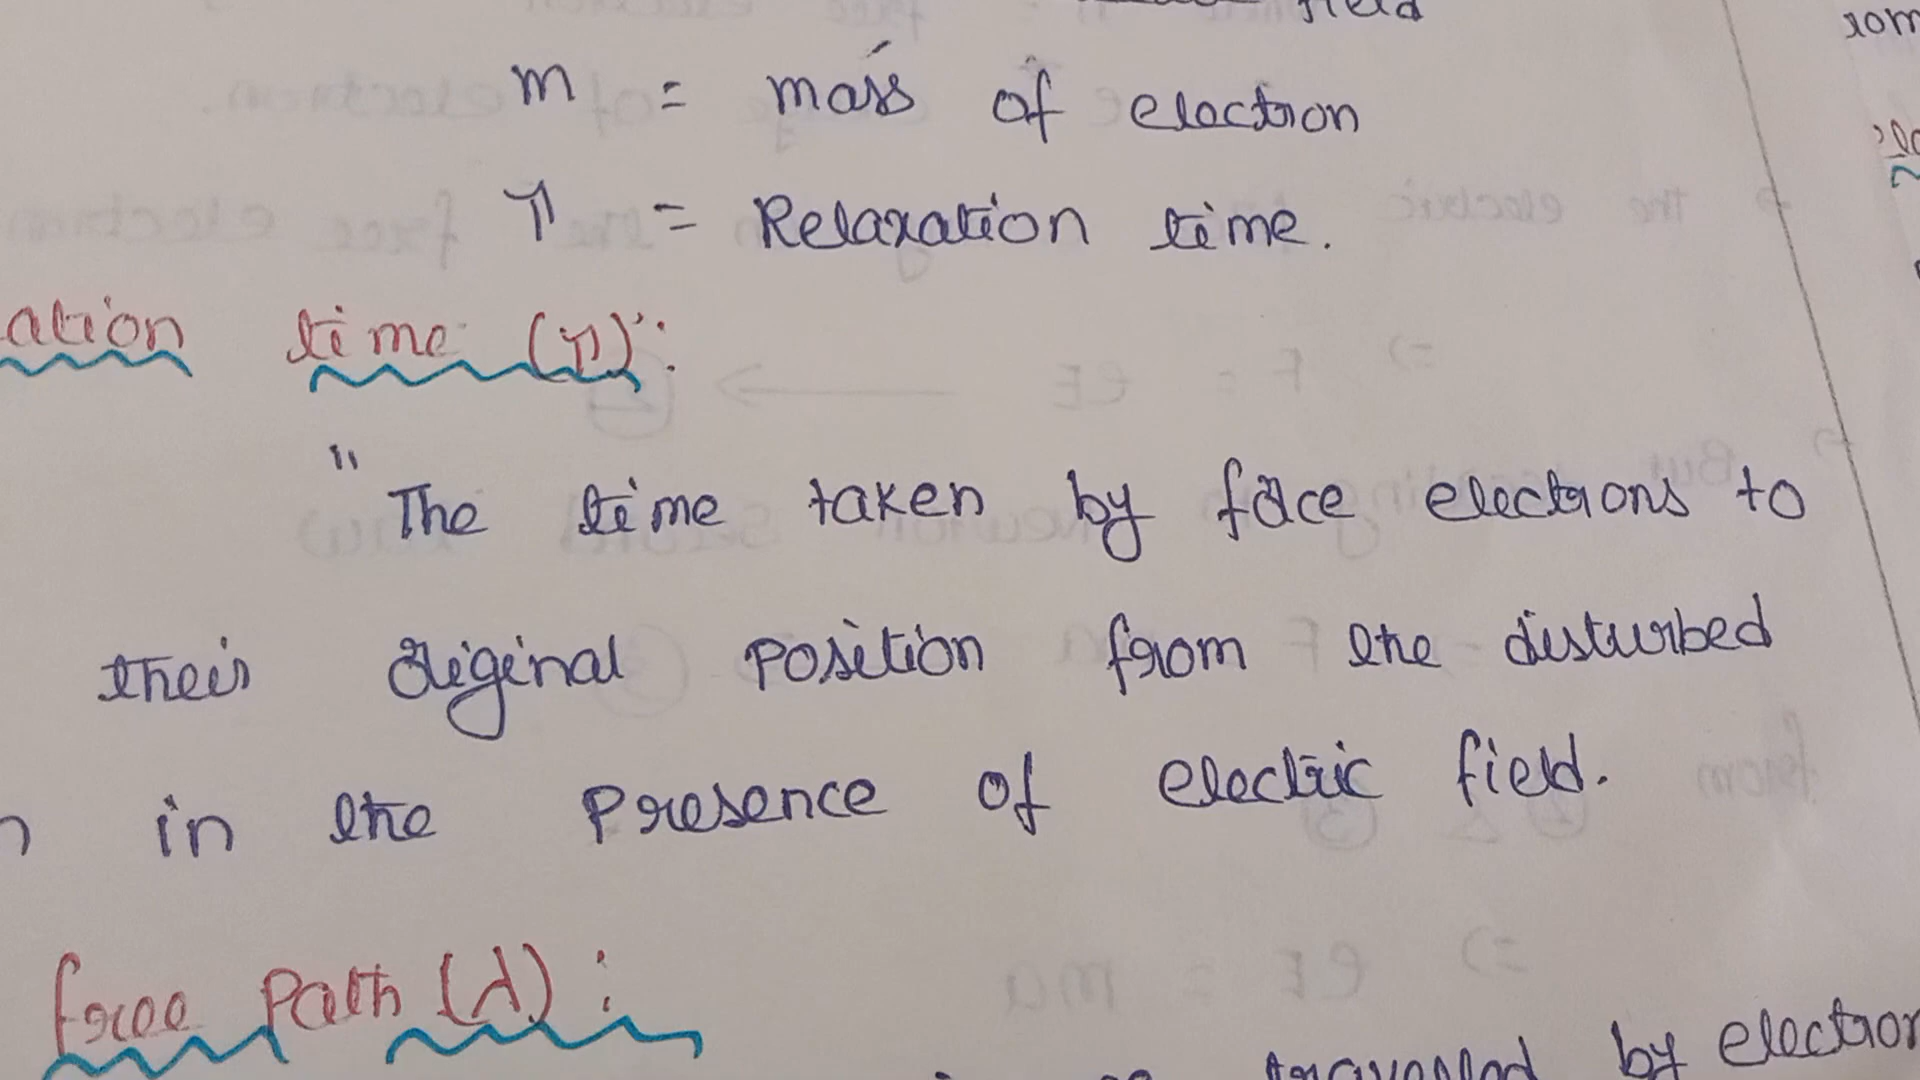 field
m = mass of electron
π = Relaxation time.
ation time (π):
"The time taken by free electrons to
their original position from the disturbed
in the presence of electric field.
free path (λ):
by electron